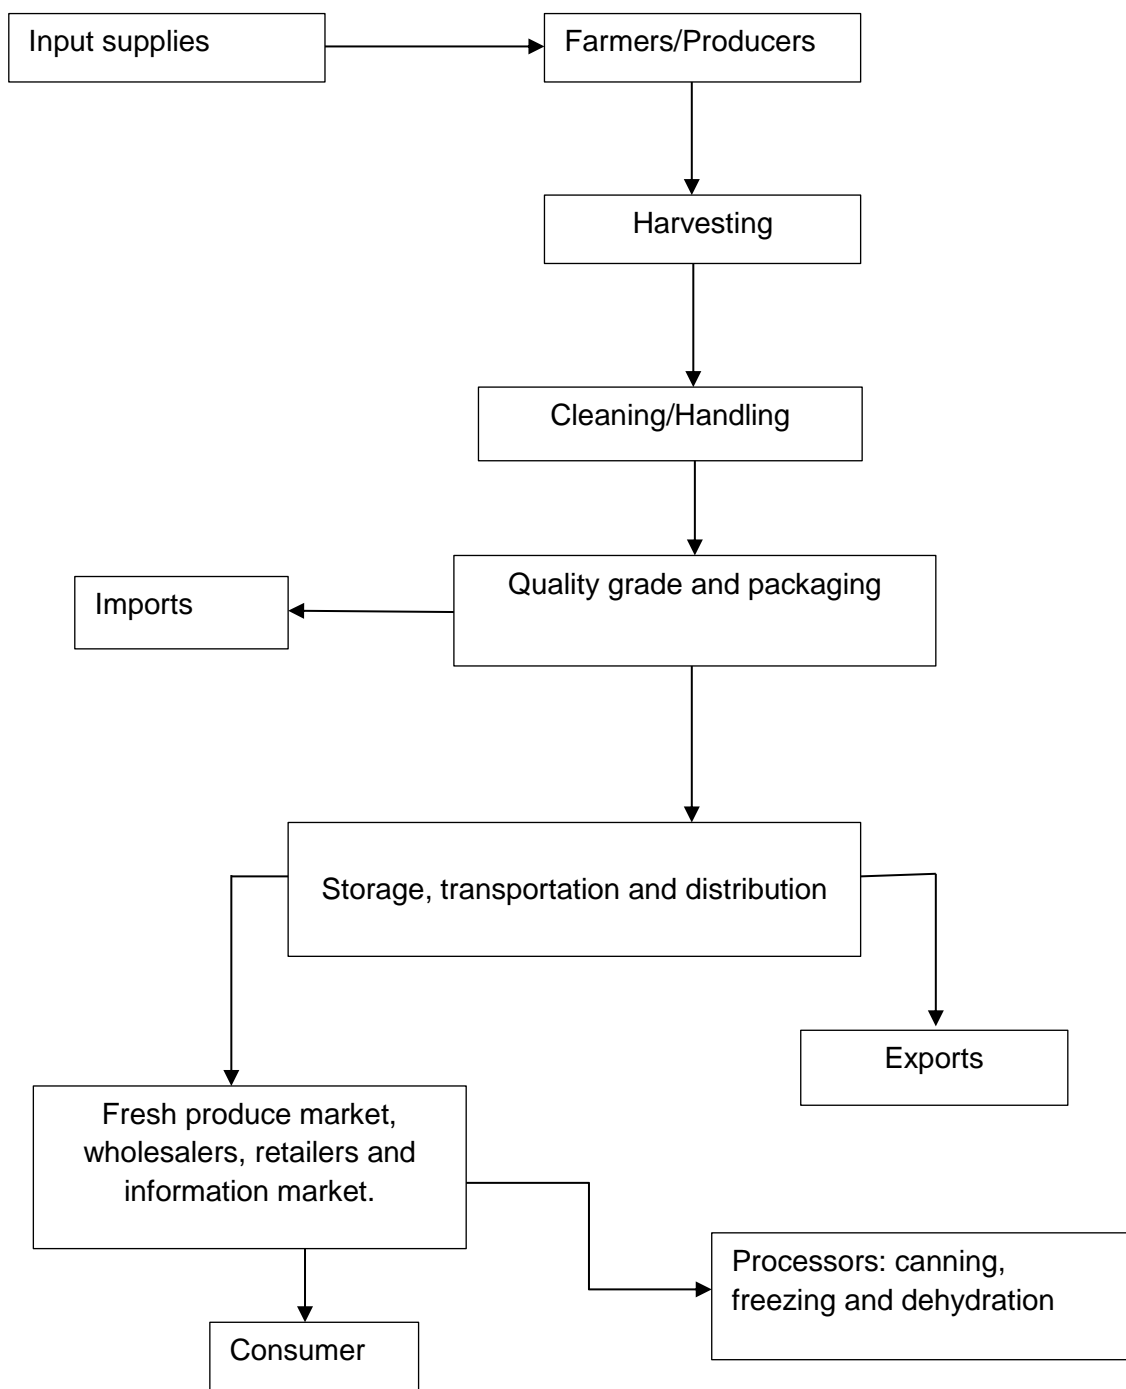 Input supplies
Farmers/Producers
Harvesting
Cleaning/Handling
Quality grade and packaging
Imports
Storage, transportation and distribution
Exports
Fresh produce market,
wholesalers, retailers and
information market.
Processors: canning,
freezing and dehydration
Consumer